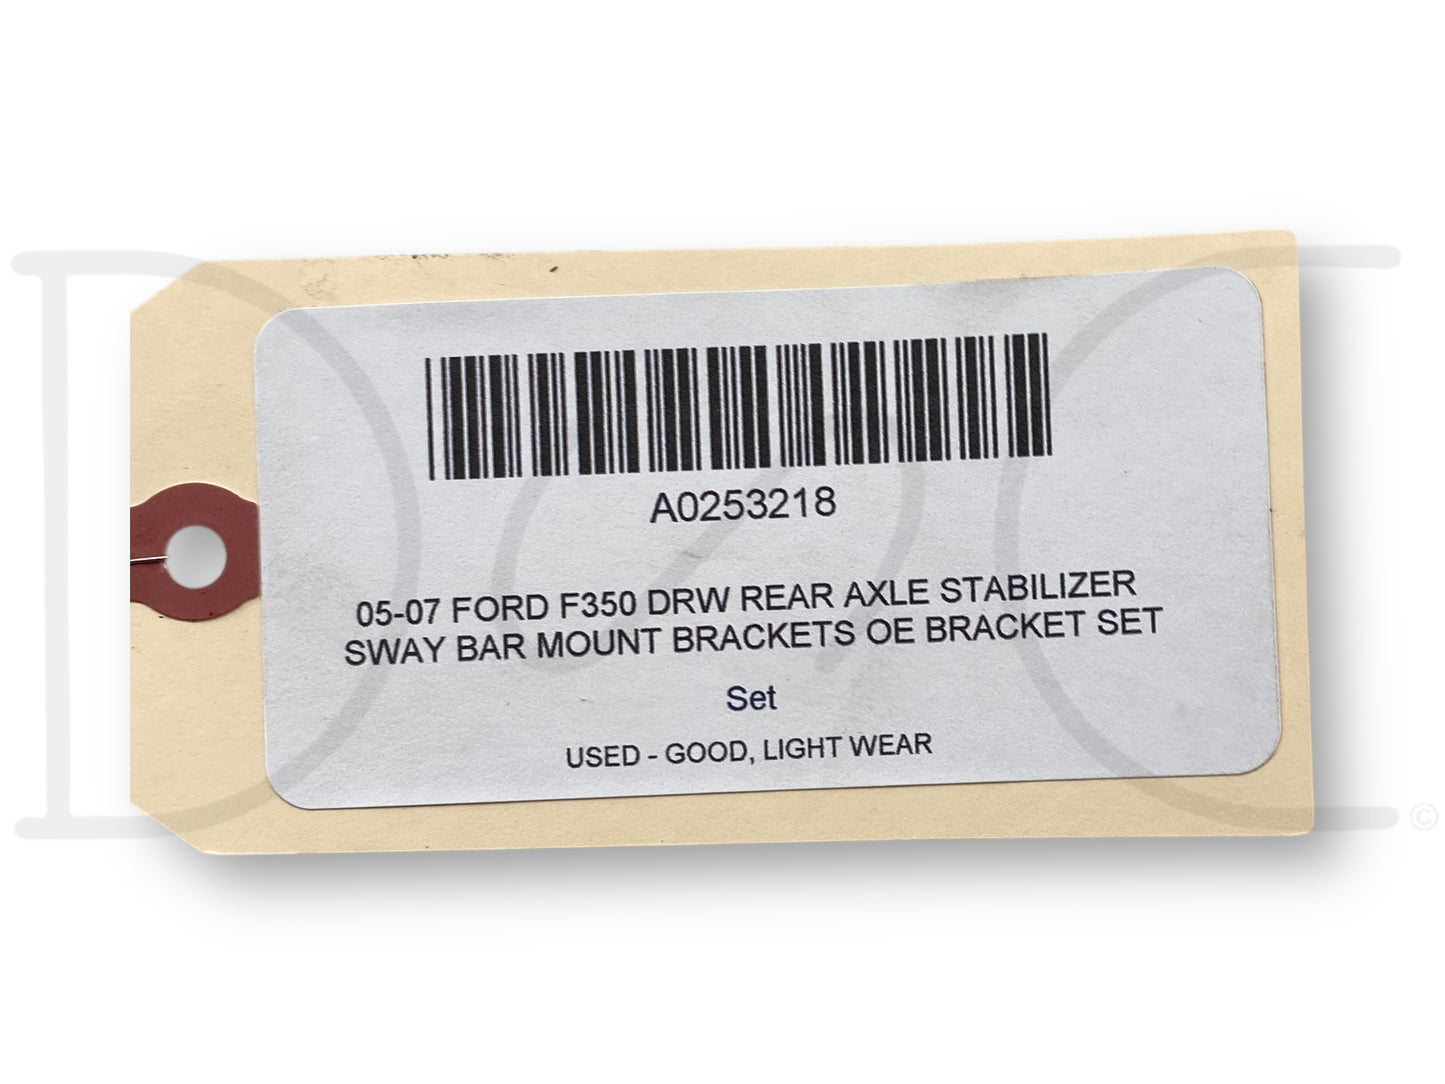 A0253218
05-07 FORD F350 DRW REAR AXLE STABILIZER
SWAY BAR MOUNT BRACKETS OE BRACKET SET
Set
USED - GOOD, LIGHT WEAR
©